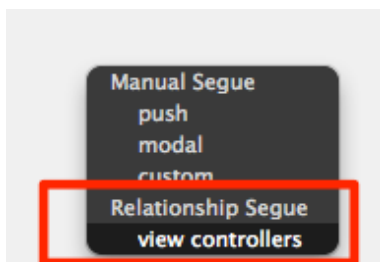 Manual Segue
push
modal
custom
Relationship Segue
view controllers